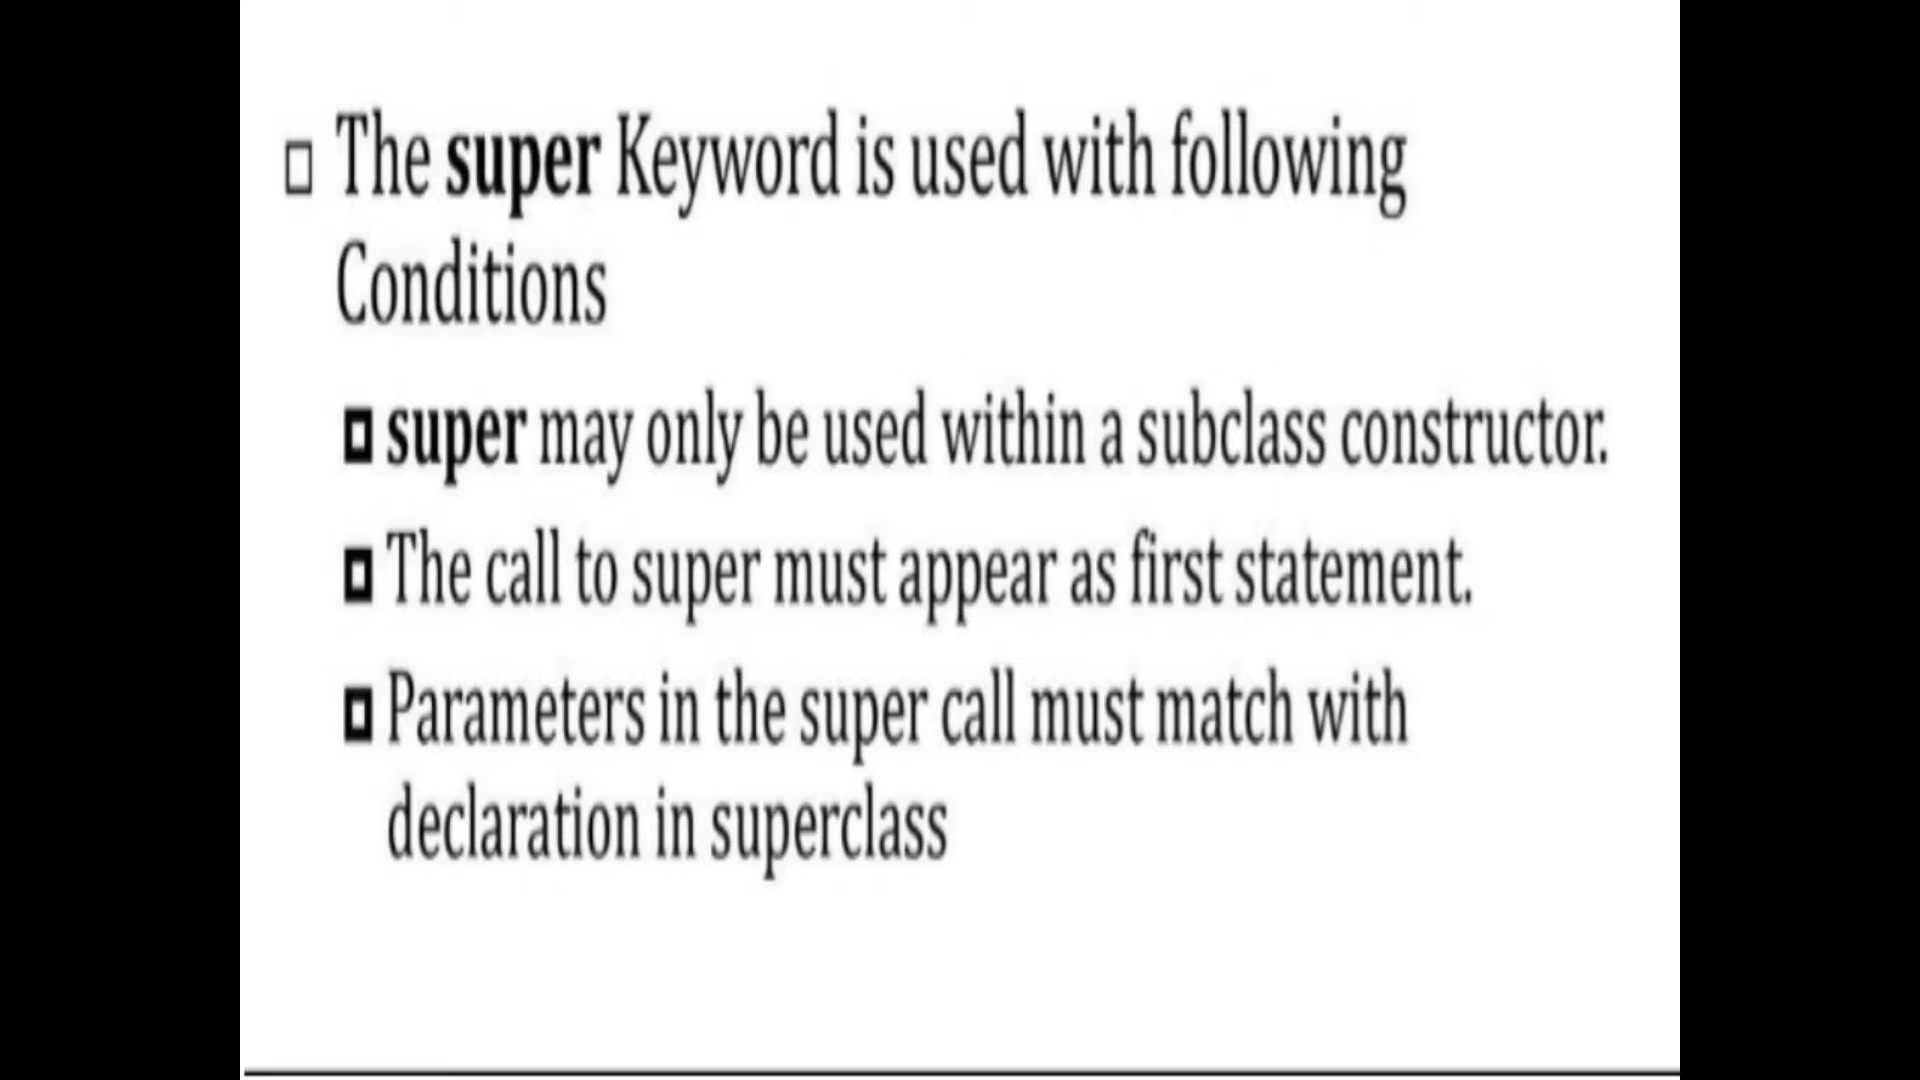 The super Keyword is used with following
Conditions
super may only be used within a subclass constructor.
The call to super must appear as first statement.
Parameters in the super call must match with
declaration in superclass